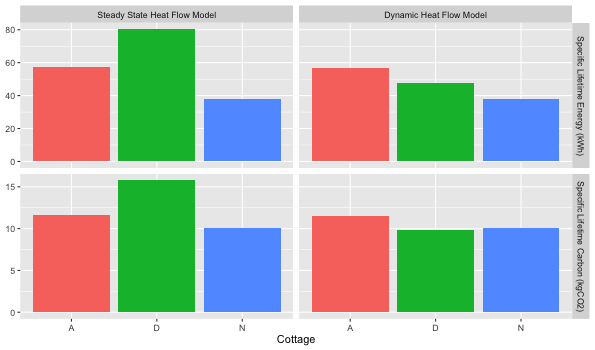 Steady State Heat Flow Model
Dynamic Heat Flow Model
80
60
40
20
0
Specific Lifetime Energy (kWh)
15
10
5
0
Specific Lifetime Carbon (kgCO2)
A
D
N
A
D
N
Cottage